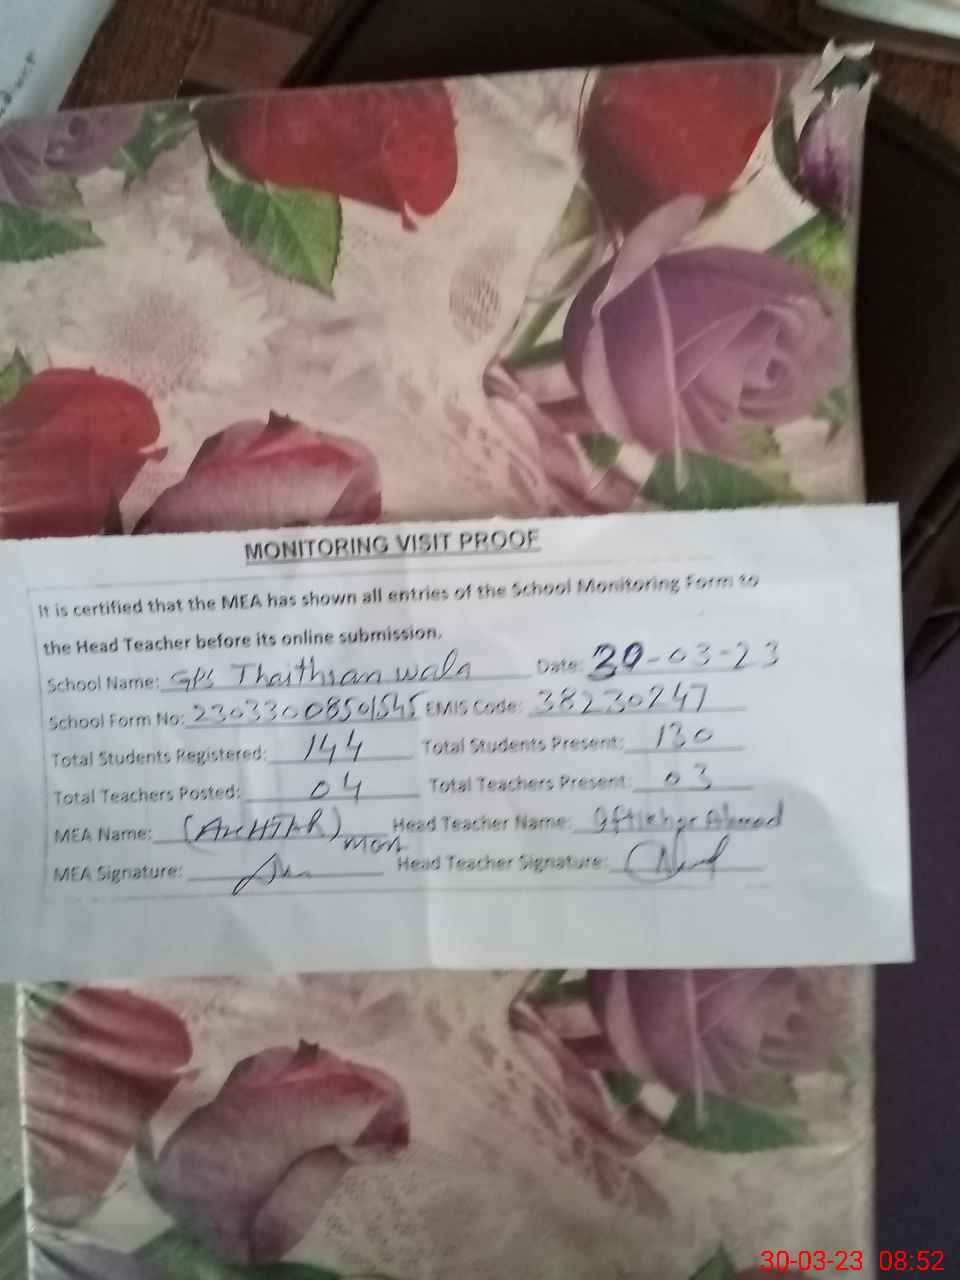 MONITORING VISIT PROOF
It is certified that the MEA has shown all entries of the School Monitoring Form to
the Head Teacher before its online submission.
School Name: GPS Thaithran wala Date: 30-03-23
School Form No: 23033008501545 EMIS Code: 38230247
Total Students Registered: 144 Total Students Present: 130
Total Teachers Posted: 04 Total Teachers Present: 03
MEA Name: (AKHTAR) Head Teacher Name: Iftikhar Ahmad
MEA Signature: Head Teacher Signature:
30-03-23 08:52